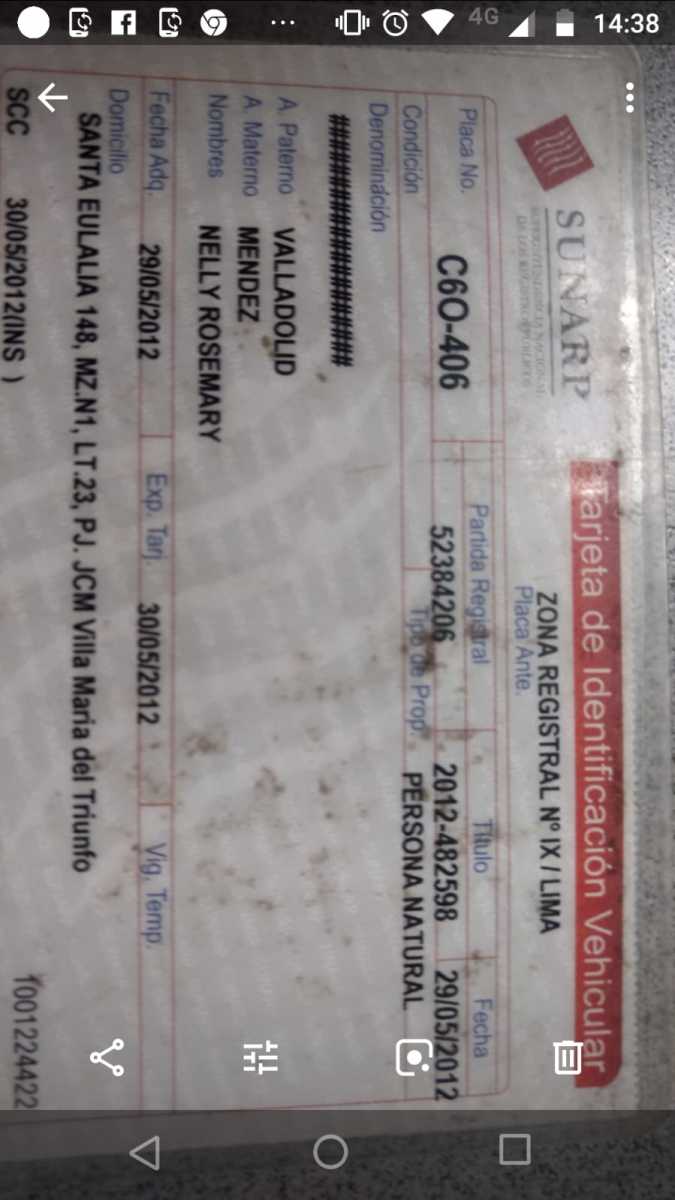 4G 14:38
SUNARP
Tarjeta de Identificación Vehicular
ZONA REGISTRAL Nº IX / LIMA
Placa Ante.
Placa No. Partida Registral Título Fecha
C6O-406 52384206 2012-482598 29/05/2012
Condición Tipo de Prop. PERSONA NATURAL
Denominación
####################
A. Paterno VALLADOLID
A. Materno MENDEZ
Nombres NELLY ROSEMARY
Fecha Adq. 29/05/2012 Exp. Tarj. 30/05/2012 Vig. Temp.
Domicilio
SANTA EULALIA 148, MZ.N1, LT.23, PJ. JCM Villa Maria del Triunfo
SCC 30/05/2012(INS ) 1001224422